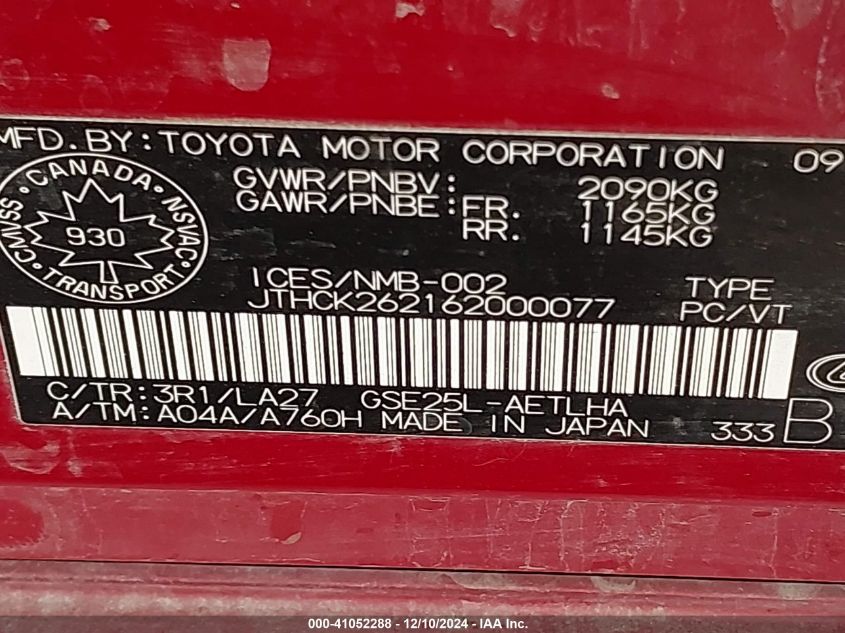 MFD. BY: TOYOTA MOTOR CORPORATION 09
CANADA
CMVSS NSVAC
930
TRANSPORT
GVWR/PNBV: 2090KG
GAWR/PNBE: FR. 1165KG
RR. 1145KG
ICES/NMB-002 TYPE
JTHCK262162000077 PC/VT
C/TR: 3R1/LA27 GSE25L-AETLHA
A/TM: A04A/A760H MADE IN JAPAN 333 B
000-41052288 - 12/10/2024 - IAA Inc.